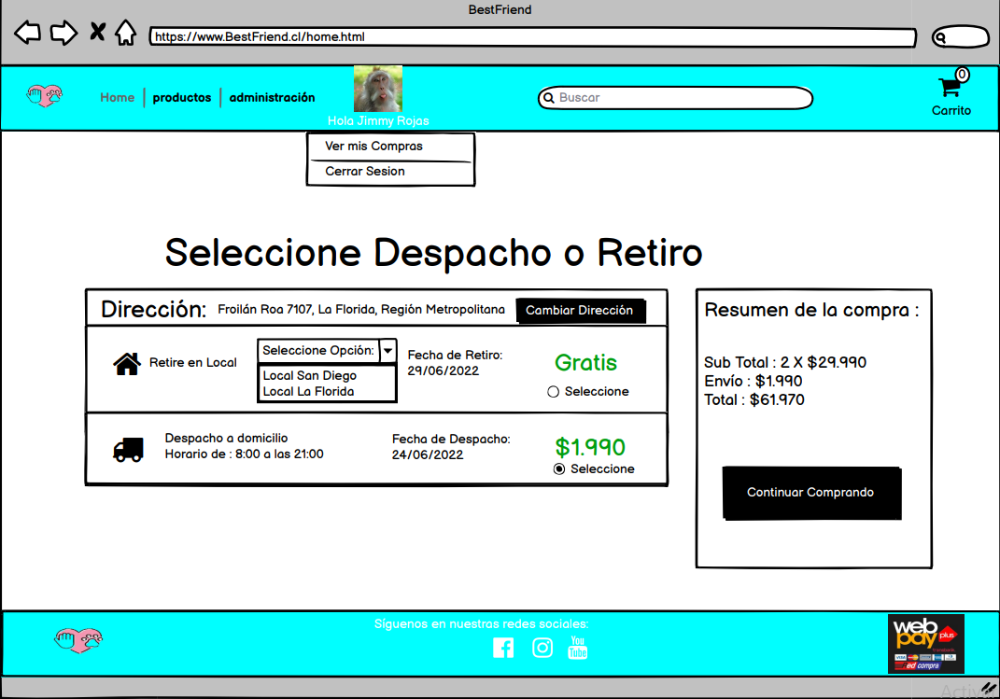 BestFriend
https://www.BestFriend.cl/home.html
Home
productos
administración
Hola Jimmy Rojas
Buscar
0
Carrito
Ver mis Compras
Cerrar Sesion
Seleccione Despacho o Retiro
Dirección: Froilán Roa 7107, La Florida, Región Metropolitana
Cambiar Dirección
Retire en Local
Seleccione Opción:
Local San Diego
Local La Florida
Fecha de Retiro:
29/06/2022
Gratis
Seleccione
Despacho a domicilio
Horario de : 8:00 a las 21:00
Fecha de Despacho:
24/06/2022
$1.990
Seleccione
Resumen de la compra :
Sub Total : 2 X $29.990
Envío : $1.990
Total : $61.970
Continuar Comprando
Síguenos en nuestras redes sociales:
You
Tube
web
pay plus
transbank.
VISA
red compra
Activa